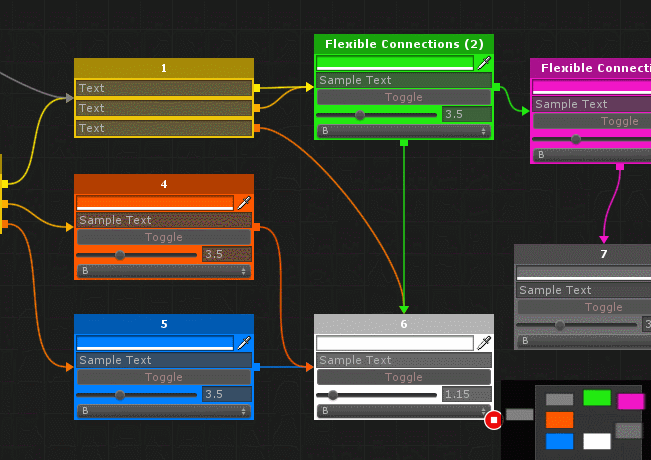 1
Text
Text
Text
Flexible Connections (2)
Sample Text
Toggle
3.5
B
Flexible Connecti
Sample Text
Toggle
B
4
Sample Text
Toggle
3.5
B
5
Sample Text
Toggle
3.5
B
6
Sample Text
Toggle
1.15
B
7
Sample Text
Toggle
3
B